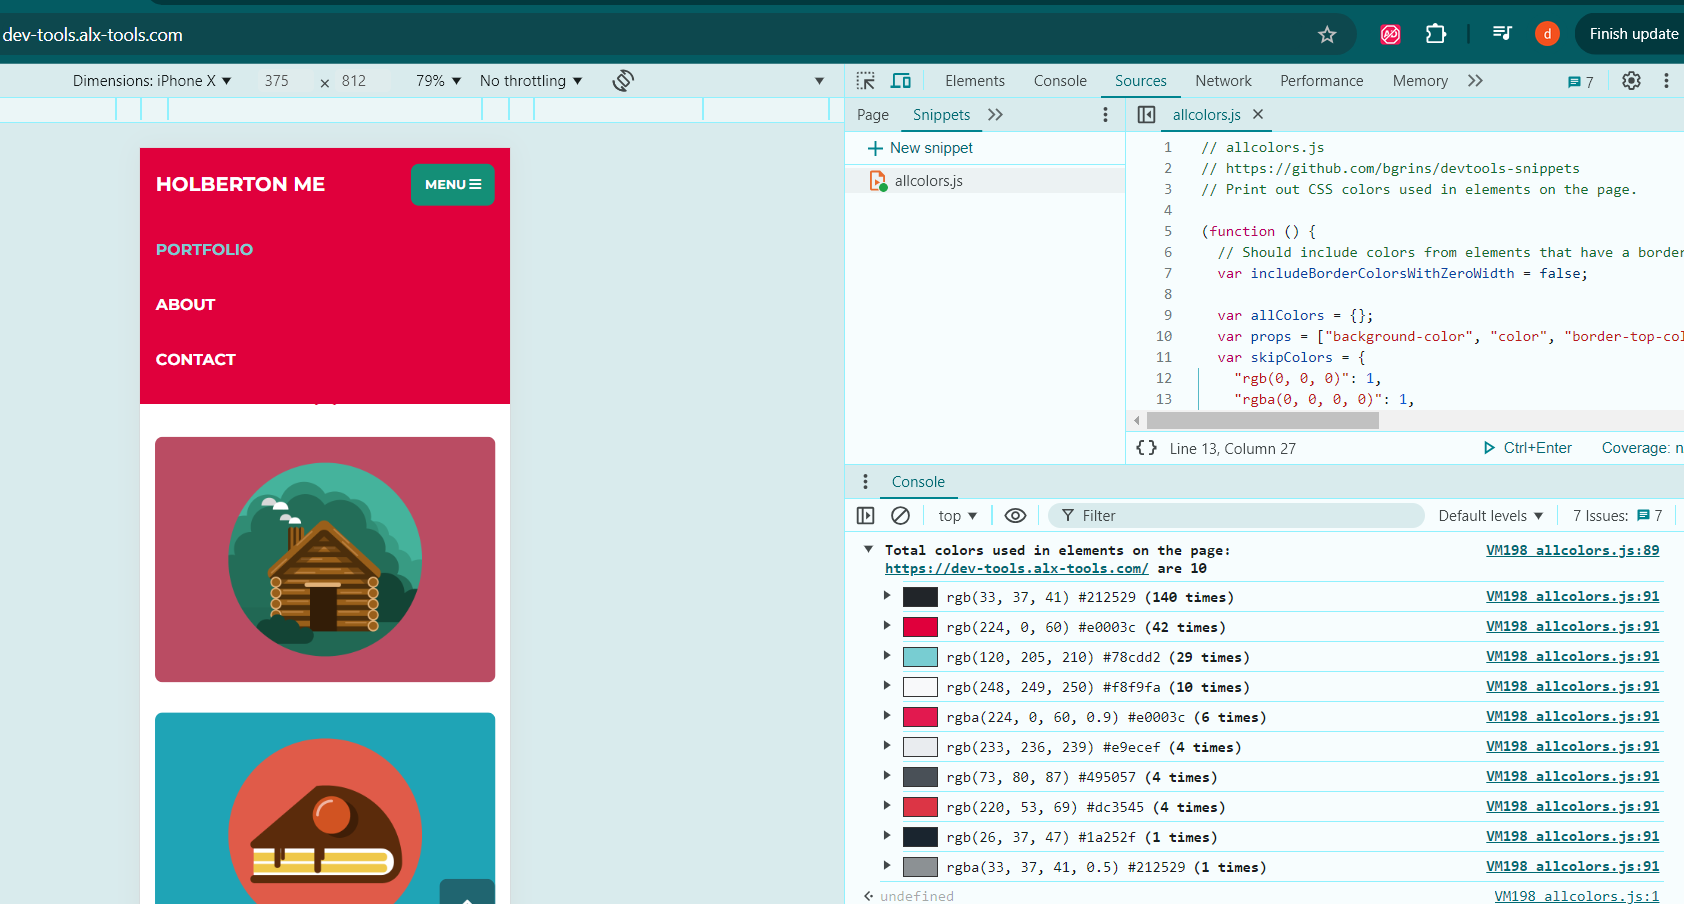 dev-tools.alx-tools.com
Finish update
Dimensions: iPhone X
375 × 812
79%
No throttling
Elements
Console
Sources
Network
Performance
Memory
7
Page
Snippets
allcolors.js
New snippet
allcolors.js
1 // allcolors.js
2 // https://github.com/bgrins/devtools-snippets
3 // Print out CSS colors used in elements on the page.
4
5 (function () {
6 // Should include colors from elements that have a border
7 var includeBorderColorsWithZeroWidth = false;
8
9 var allColors = {};
10 var props = ["background-color", "color", "border-top-col
11 var skipColors = {
12 "rgb(0, 0, 0)": 1,
13 "rgba(0, 0, 0, 0)": 1,
{} Line 13, Column 27
Ctrl+Enter
Coverage: n
HOLBERTON ME
MENU
PORTFOLIO
ABOUT
CONTACT
Console
top
Filter
Default levels
7 Issues: 7
Total colors used in elements on the page: VM198 allcolors.js:89
https://dev-tools.alx-tools.com/ are 10
rgb(33, 37, 41) #212529 (140 times) VM198 allcolors.js:91
rgb(224, 0, 60) #e0003c (42 times) VM198 allcolors.js:91
rgb(120, 205, 210) #78cdd2 (29 times) VM198 allcolors.js:91
rgb(248, 249, 250) #f8f9fa (10 times) VM198 allcolors.js:91
rgba(224, 0, 60, 0.9) #e0003c (6 times) VM198 allcolors.js:91
rgb(233, 236, 239) #e9ecef (4 times) VM198 allcolors.js:91
rgb(73, 80, 87) #495057 (4 times) VM198 allcolors.js:91
rgb(220, 53, 69) #dc3545 (4 times) VM198 allcolors.js:91
rgb(26, 37, 47) #1a252f (1 times) VM198 allcolors.js:91
rgba(33, 37, 41, 0.5) #212529 (1 times) VM198 allcolors.js:91
undefined VM198 allcolors.js:1